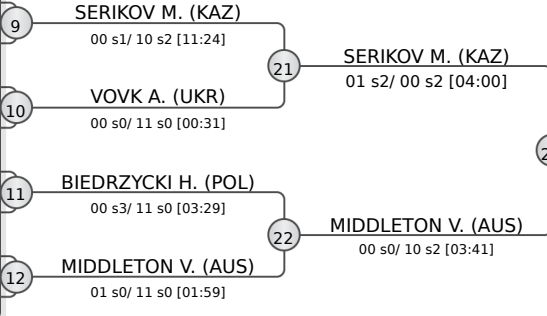 9
SERIKOV M. (KAZ)
00 s1/ 10 s2 [11:24]
21
SERIKOV M. (KAZ)
01 s2/ 00 s2 [04:00]
10
VOVK A. (UKR)
00 s0/ 11 s0 [00:31]
11
BIEDRZYCKI H. (POL)
00 s3/ 11 s0 [03:29]
22
MIDDLETON V. (AUS)
00 s0/ 10 s2 [03:41]
12
MIDDLETON V. (AUS)
01 s0/ 11 s0 [01:59]